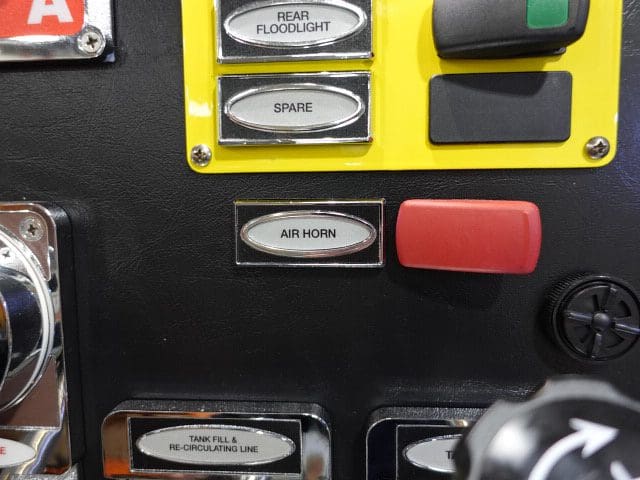 A
REAR
FLOODLIGHT
SPARE
AIR HORN
TANK FILL &
RE-CIRCULATING LINE